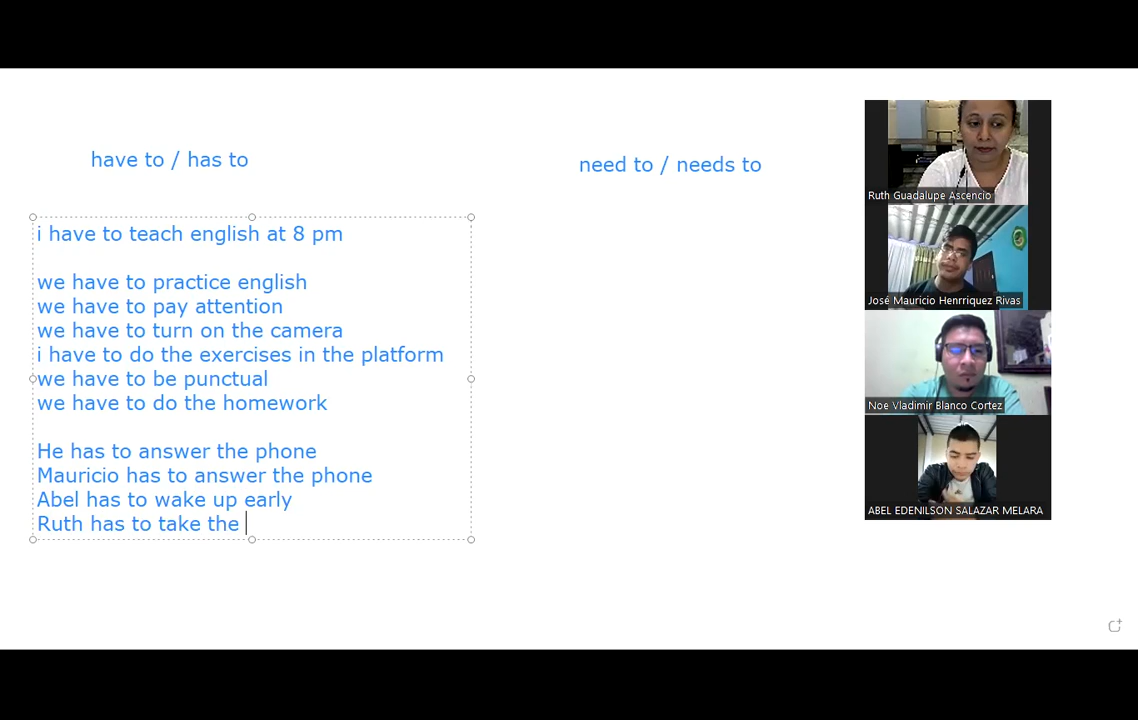 have to / has to
need to / needs to
i have to teach english at 8 pm
we have to practice english
we have to pay attention
we have to turn on the camera
i have to do the exercises in the platform
we have to be punctual
we have to do the homework
He has to answer the phone
Mauricio has to answer the phone
Abel has to wake up early
Ruth has to take the
Ruth Guadalupe Ascencio
José Mauricio Henrriquez Rivas
Noe Vladimir Blanco Cortez
ABEL EDENILSON SALAZAR MELARA